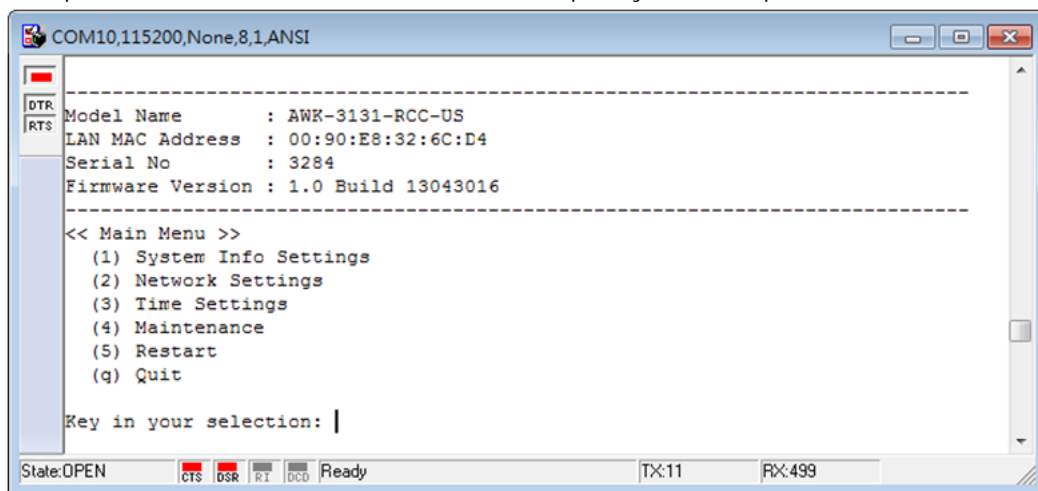 COM10,115200,None,8,1,ANSI
DTR
RTS
--------------------------------------------------------------------------
Model Name : AWK-3131-RCC-US
LAN MAC Address : 00:90:E8:32:6C:D4
Serial No : 3284
Firmware Version : 1.0 Build 13043016
--------------------------------------------------------------------------
<< Main Menu >>
(1) System Info Settings
(2) Network Settings
(3) Time Settings
(4) Maintenance
(5) Restart
(q) Quit
Key in your selection:
State:OPEN CTS DSR RI DCD Ready TX:11 RX:499